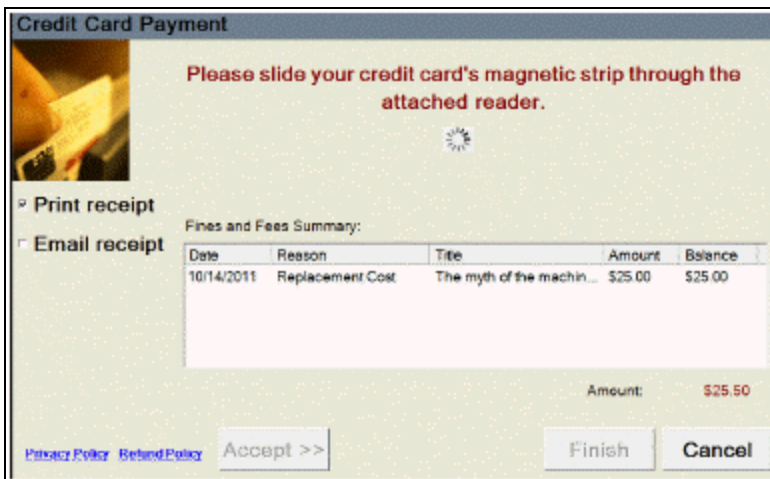 Credit Card Payment
Please slide your credit card's magnetic strip through the
attached reader.
Print receipt
Email receipt
Fines and Fees Summary:
Date Reason Title Amount Balance
10/14/2011 Replacement Cost The myth of the machin... $25.00 $25.00
Amount: $25.50
Privacy Policy Refund Policy Accept >> Finish Cancel